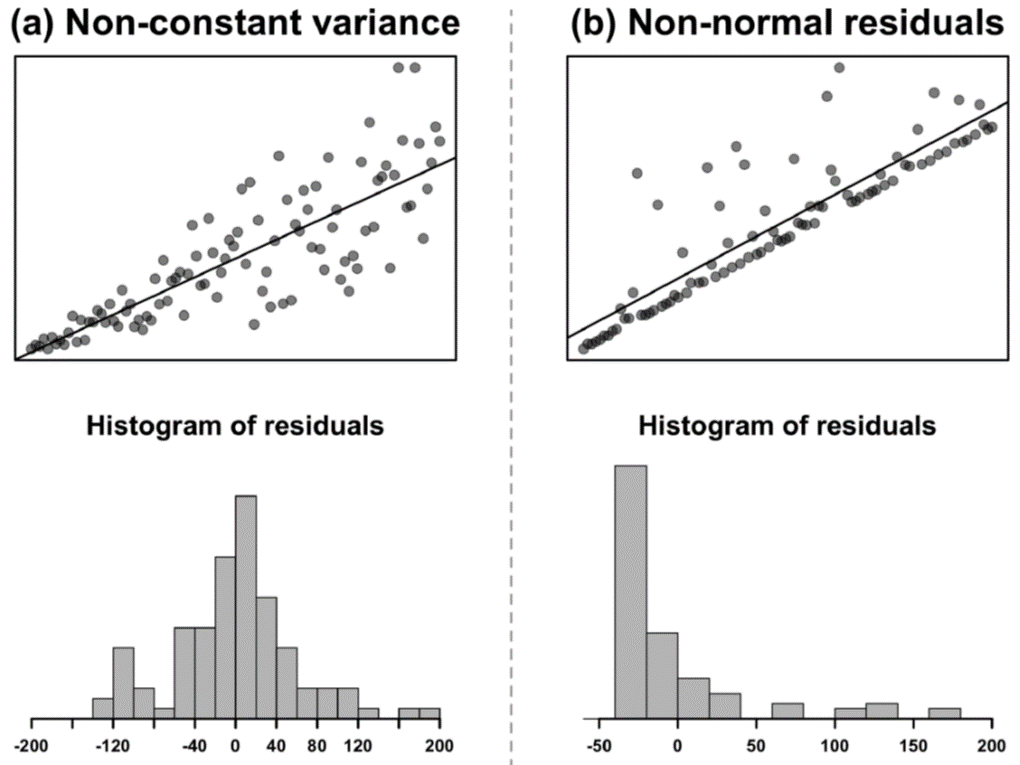 (a) Non-constant variance
(b) Non-normal residuals
Histogram of residuals
Histogram of residuals
-200 -120 -40 0 40 80 120 200
-50 0 50 100 150 200